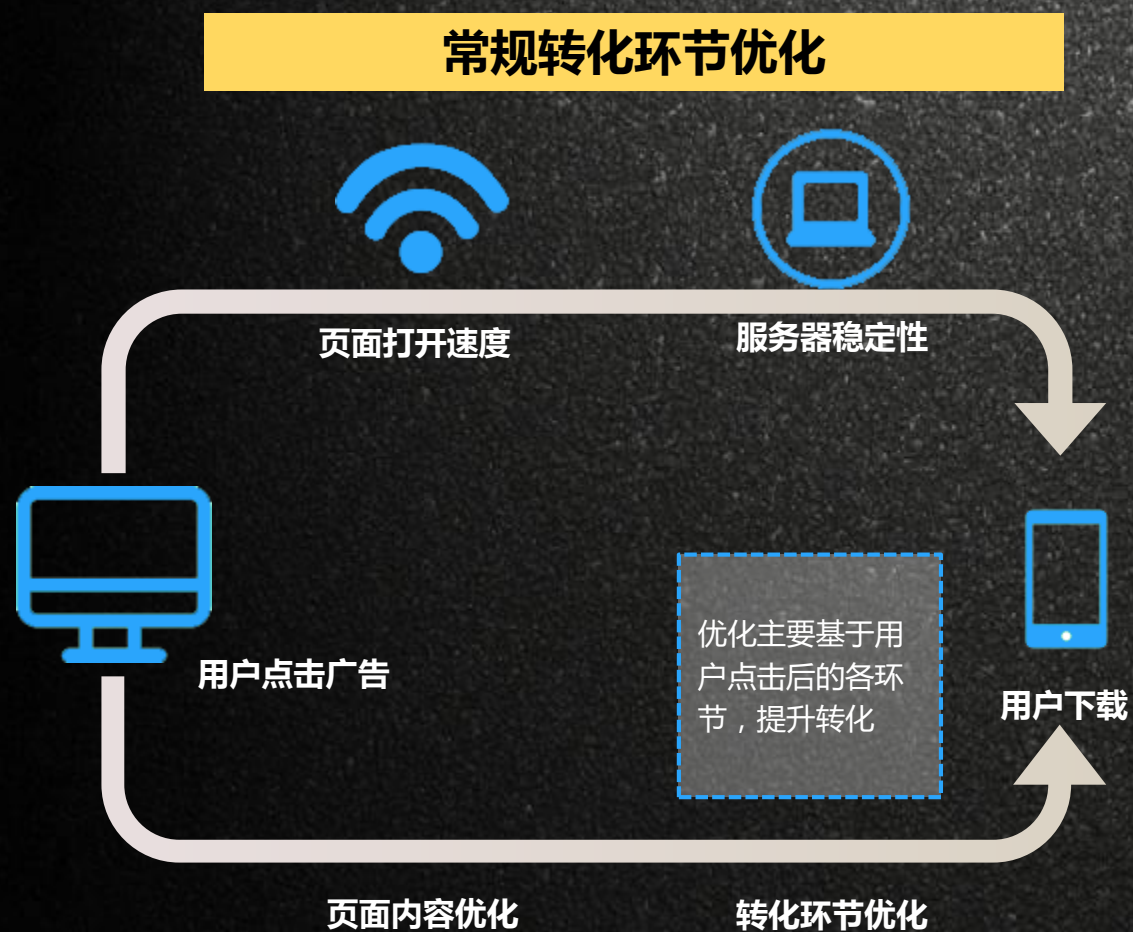 常规转化环节优化
页面打开速度
服务器稳定性
用户点击广告
优化主要基于用
户点击后的各环
节，提升转化
用户下载
页面内容优化
转化环节优化